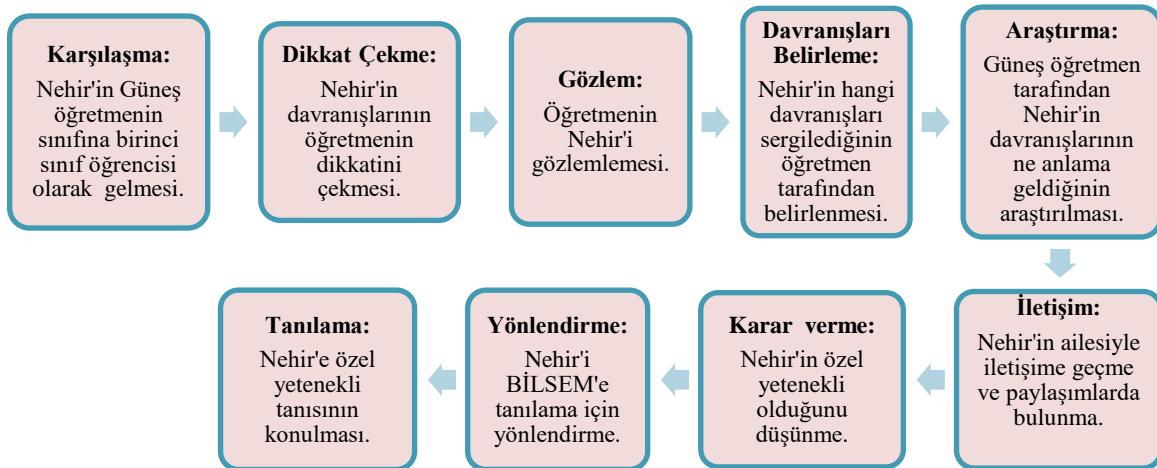 Karşılaşma:
Nehir'in Güneş
öğretmenin
sınıfına birinci
sınıf öğrencisi
olarak gelmesi.
Dikkat Çekme:
Nehir'in
davranışlarının
öğretmenin
dikkatini
çekmesi.
Gözlem:
Öğretmenin
Nehir'i
gözlemlemesi.
Davranışları
Belirleme:
Nehir'in hangi
davranışları
sergilediğinin
öğretmen
tarafından
belirlenmesi.
Araştırma:
Güneş öğretmen
tarafından
Nehir'in
davranışlarının
ne anlama
geldiğinin
araştırılması.
İletişim:
Nehir'in ailesiyle
iletişime geçme
ve paylaşımlarda
bulunma.
Karar verme:
Nehir'in özel
yetenekli
olduğunu
düşünme.
Yönlendirme:
Nehir'i
BİLSEM'e
tanılama için
yönlendirme.
Tanılama:
Nehir'e özel
yetenekli
tanısının
konulması.